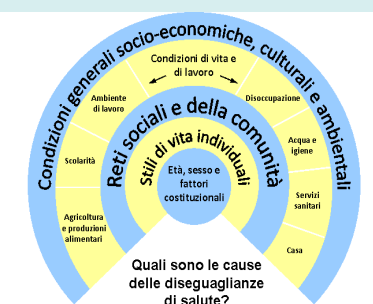 Condizioni generali socio-economiche, culturali e ambientali
Condizioni di vita e
di lavoro
Ambiente
di lavoro
Disoccupazione
Reti sociali e della comunità
Acqua e
igiene
Stili di vita individuali
Scolarità
Età, sesso e
fattori
costituzionali
Servizi
sanitari
Agricoltura
e produzioni
alimentari
Casa
Quali sono le cause
delle diseguaglianze
di salute?